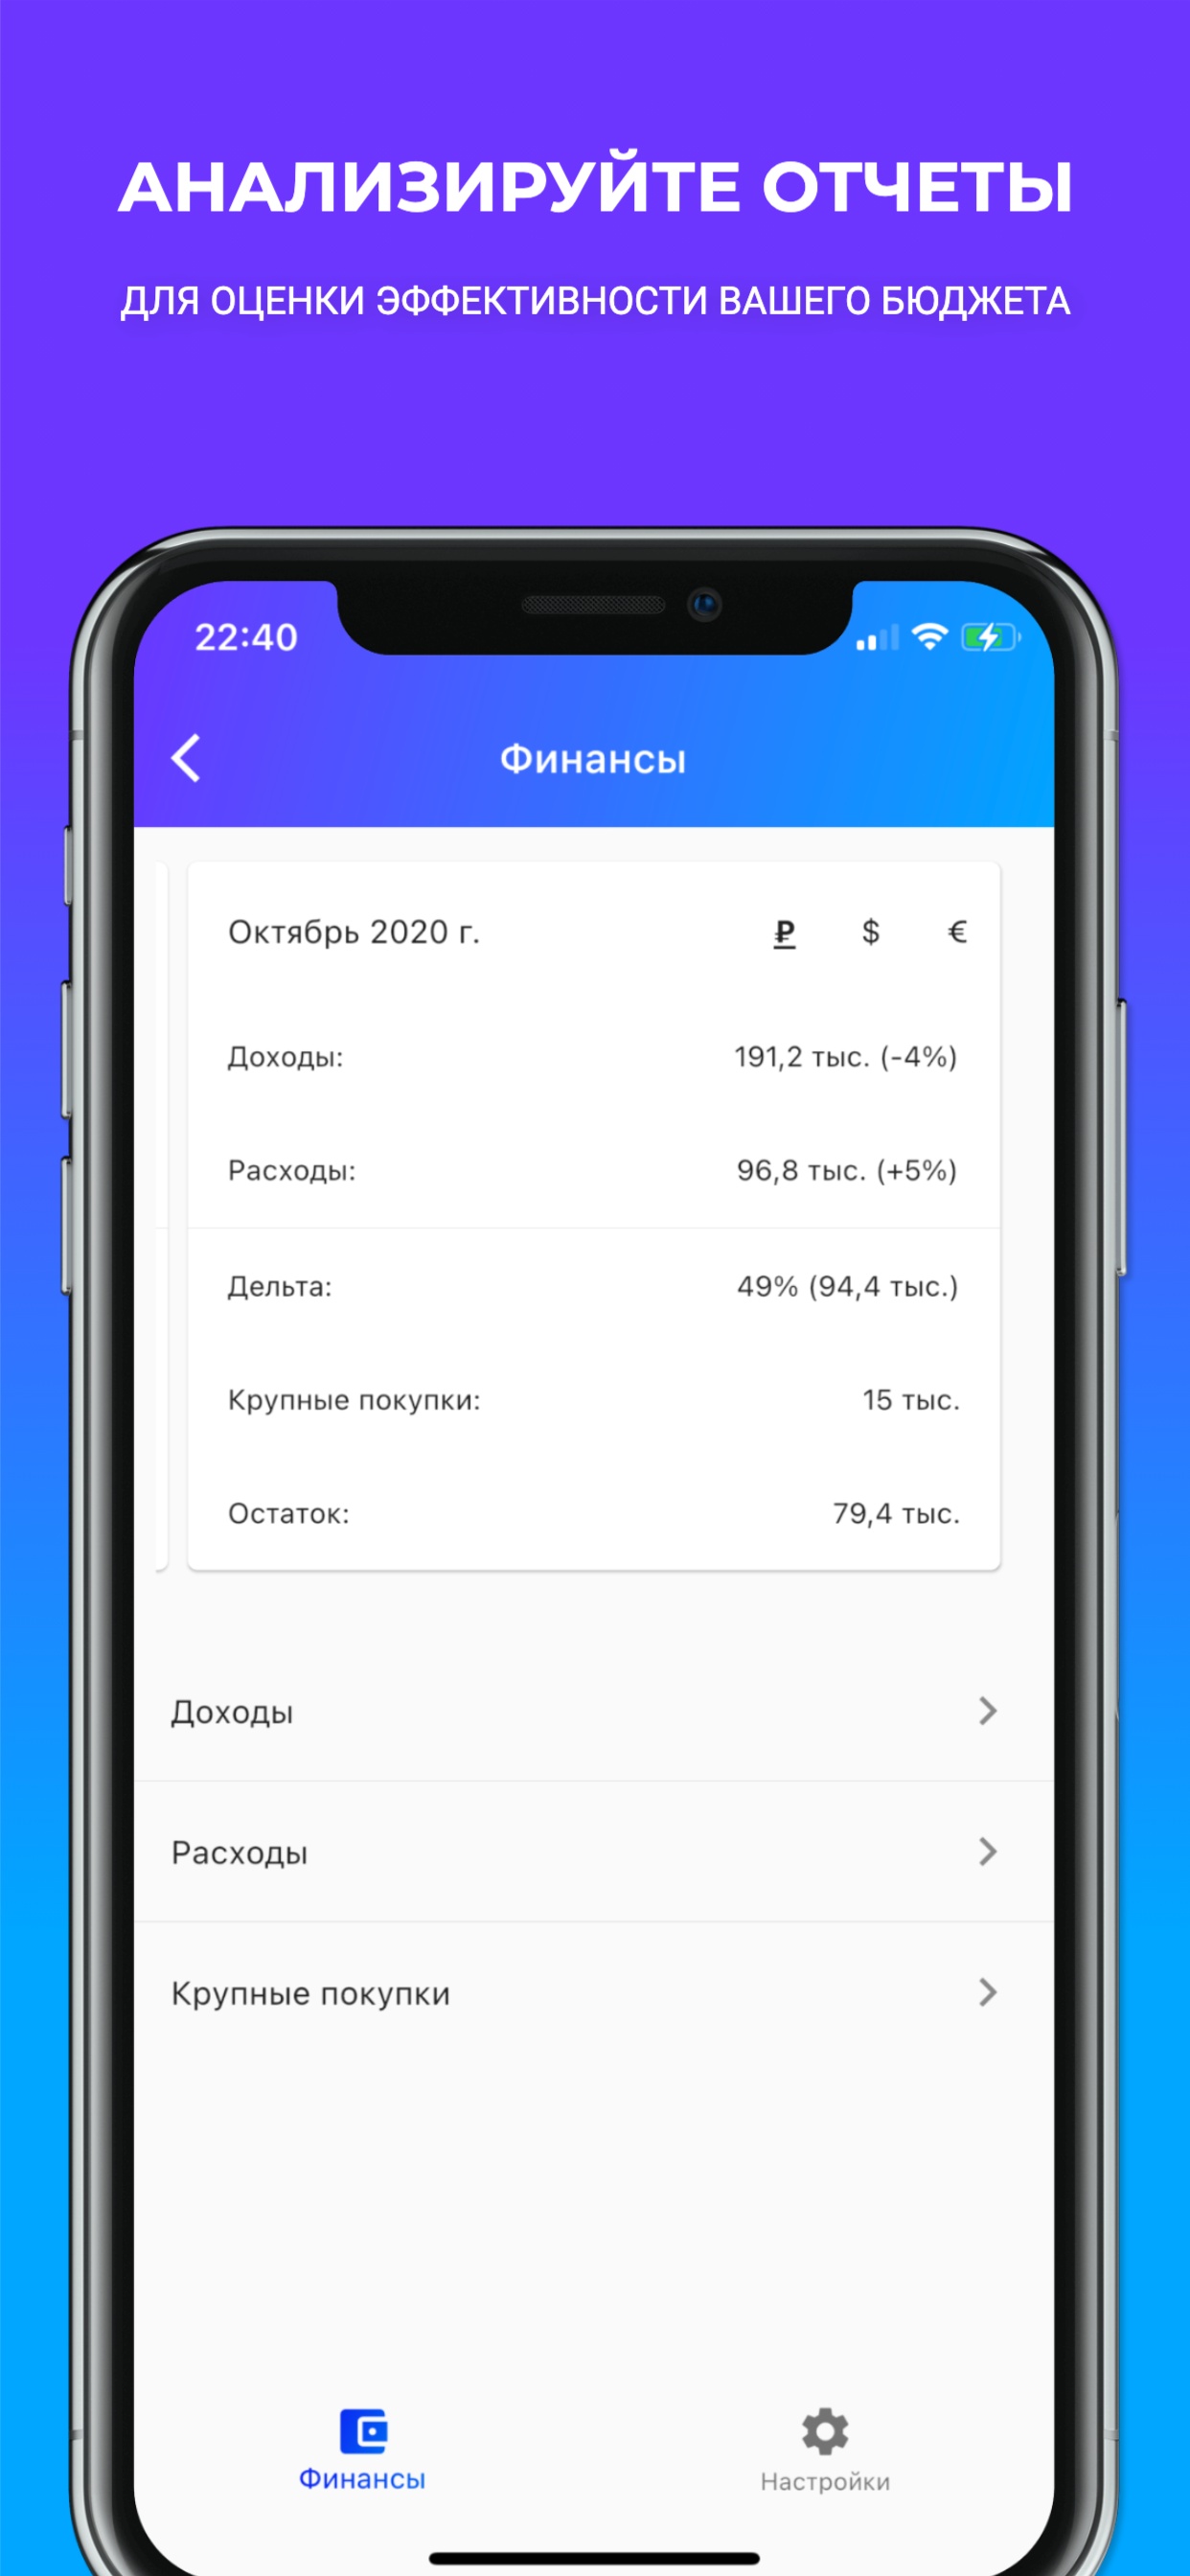 АНАЛИЗИРУЙТЕ ОТЧЕТЫ
ДЛЯ ОЦЕНКИ ЭФФЕКТИВНОСТИ ВАШЕГО БЮДЖЕТА
22:40
Финансы
Октябрь 2020 г. ₽ $ €
Доходы: 191,2 тыс. (-4%)
Расходы: 96,8 тыс. (+5%)
Дельта: 49% (94,4 тыс.)
Крупные покупки: 15 тыс.
Остаток: 79,4 тыс.
Доходы
Расходы
Крупные покупки
Финансы Настройки